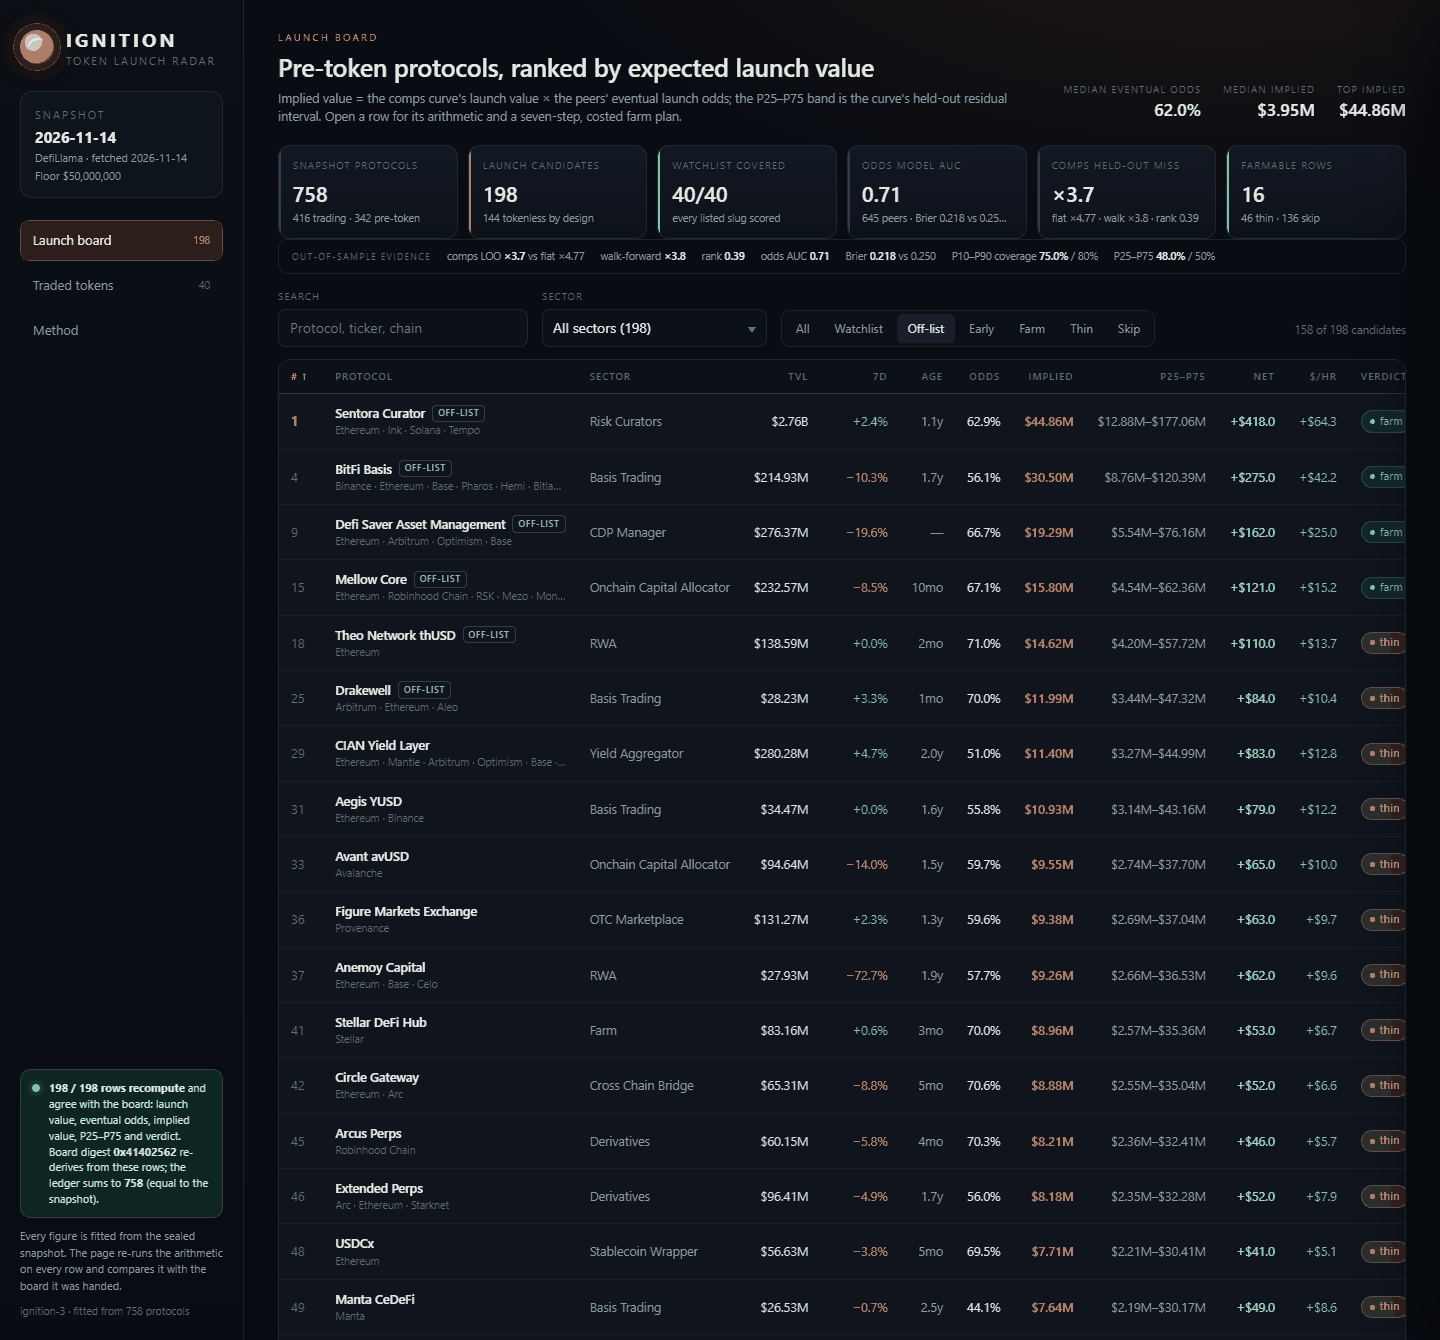 IGNITION
TOKEN LAUNCH RADAR
SNAPSHOT
2026-11-14
DefiLlama · fetched 2026-11-14
Floor $50,000,000
Launch board 198
Traded tokens 40
Method
198 / 198 rows recompute and
agree with the board: launch
value, eventual odds, implied
value, P25–P75 and verdict.
Board digest 0x41402562 re-
derives from these rows; the
ledger sums to 758 (equal to the
snapshot).
Every figure is fitted from the sealed
snapshot. The page re-runs the arithmetic
on every row and compares it with the
board it was handed.
ignition-3 · fitted from 758 protocols
LAUNCH BOARD
Pre-token protocols, ranked by expected launch value
Implied value = the comps curve's launch value × the peers' eventual launch odds; the P25–P75 band is the curve's held-out residual
interval. Open a row for its arithmetic and a seven-step, costed farm plan.
MEDIAN EVENTUAL ODDS MEDIAN IMPLIED TOP IMPLIED
62.0% $3.95M $44.86M
SNAPSHOT PROTOCOLS
758
416 trading · 342 pre-token
LAUNCH CANDIDATES
198
144 tokenless by design
WATCHLIST COVERED
40/40
every listed slug scored
ODDS MODEL AUC
0.71
645 peers · Brier 0.218 vs 0.25...
COMPS HELD-OUT MISS
×3.7
flat ×4.77 · walk ×3.8 · rank 0.39
FARMABLE ROWS
16
46 thin · 136 skip
OUT-OF-SAMPLE EVIDENCE comps LOO ×3.7 vs flat ×4.77 walk-forward ×3.8 rank 0.39 odds AUC 0.71 Brier 0.218 vs 0.250 P10–P90 coverage 75.0% / 80% P25–P75 48.0% / 50%
SEARCH SECTOR
Protocol, ticker, chain All sectors (198) All Watchlist Off-list Early Farm Thin Skip 158 of 198 candidates
# ↑ PROTOCOL SECTOR TVL 7D AGE ODDS IMPLIED P25–P75 NET $/HR VERDICT
1 Sentora Curator OFF-LIST Risk Curators $2.76B +2.4% 1.1y 62.9% $44.86M $12.88M–$177.06M +$418.0 +$64.3 farm
Ethereum · Ink · Solana · Tempo
4 BitFi Basis OFF-LIST Basis Trading $214.93M −10.3% 1.7y 56.1% $30.50M $8.76M–$120.39M +$275.0 +$42.2 farm
Binance · Ethereum · Base · Pharos · Hemi · Bitla...
9 Defi Saver Asset Management OFF-LIST CDP Manager $276.37M −19.6% — 66.7% $19.29M $5.54M–$76.16M +$162.0 +$25.0 farm
Ethereum · Arbitrum · Optimism · Base
15 Mellow Core OFF-LIST Onchain Capital Allocator $232.57M −8.5% 10mo 67.1% $15.80M $4.54M–$62.36M +$121.0 +$15.2 farm
Ethereum · Robinhood Chain · RSK · Mezo · Mon...
18 Theo Network thUSD OFF-LIST RWA $138.59M +0.0% 2mo 71.0% $14.62M $4.20M–$57.72M +$110.0 +$13.7 thin
Ethereum
25 Drakewell OFF-LIST Basis Trading $28.23M +3.3% 1mo 70.0% $11.99M $3.44M–$47.32M +$84.0 +$10.4 thin
Arbitrum · Ethereum · Aleo
29 CIAN Yield Layer Yield Aggregator $280.28M +4.7% 2.0y 51.0% $11.40M $3.27M–$44.99M +$83.0 +$12.8 thin
Ethereum · Mantle · Arbitrum · Optimism · Base ·...
31 Aegis YUSD Basis Trading $34.47M +0.0% 1.6y 55.8% $10.93M $3.14M–$43.16M +$79.0 +$12.2 thin
Ethereum · Binance
33 Avant avUSD Onchain Capital Allocator $94.64M −14.0% 1.5y 59.7% $9.55M $2.74M–$37.70M +$65.0 +$10.0 thin
Avalanche
36 Figure Markets Exchange OTC Marketplace $131.27M +2.3% 1.3y 59.6% $9.38M $2.69M–$37.04M +$63.0 +$9.7 thin
Provenance
37 Anemoy Capital RWA $27.93M −72.7% 1.9y 57.7% $9.26M $2.66M–$36.53M +$62.0 +$9.6 thin
Ethereum · Base · Celo
41 Stellar DeFi Hub Farm $83.16M +0.6% 3mo 70.0% $8.96M $2.57M–$35.36M +$53.0 +$6.7 thin
Stellar
42 Circle Gateway Cross Chain Bridge $65.31M −8.8% 5mo 70.6% $8.88M $2.55M–$35.04M +$52.0 +$6.6 thin
Ethereum · Arc
45 Arcus Perps Derivatives $60.15M −5.8% 4mo 70.3% $8.21M $2.36M–$32.41M +$46.0 +$5.7 thin
Robinhood Chain
46 Extended Perps Derivatives $96.41M −4.9% 1.7y 56.0% $8.18M $2.35M–$32.28M +$52.0 +$7.9 thin
Arc · Ethereum · Starknet
48 USDCx Stablecoin Wrapper $56.63M −3.8% 5mo 69.5% $7.71M $2.21M–$30.41M +$41.0 +$5.1 thin
Ethereum
49 Manta CeDeFi Basis Trading $26.53M −0.7% 2.5y 44.1% $7.64M $2.19M–$30.17M +$49.0 +$8.6 thin
Manta